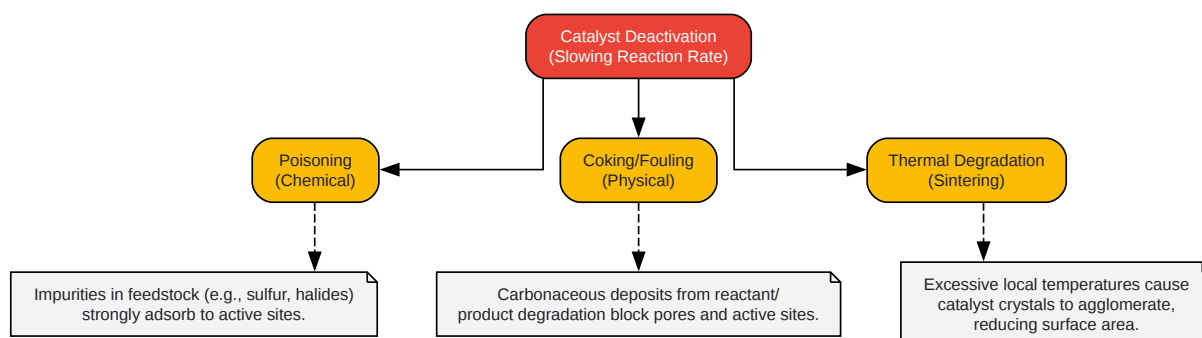 Catalyst Deactivation
(Slowing Reaction Rate)
Poisoning
(Chemical)
Coking/Fouling
(Physical)
Thermal Degradation
(Sintering)
Impurities in feedstock (e.g., sulfur, halides)
strongly adsorb to active sites.
Carbonaceous deposits from reactant/
product degradation block pores and active sites.
Excessive local temperatures cause
catalyst crystals to agglomerate,
reducing surface area.